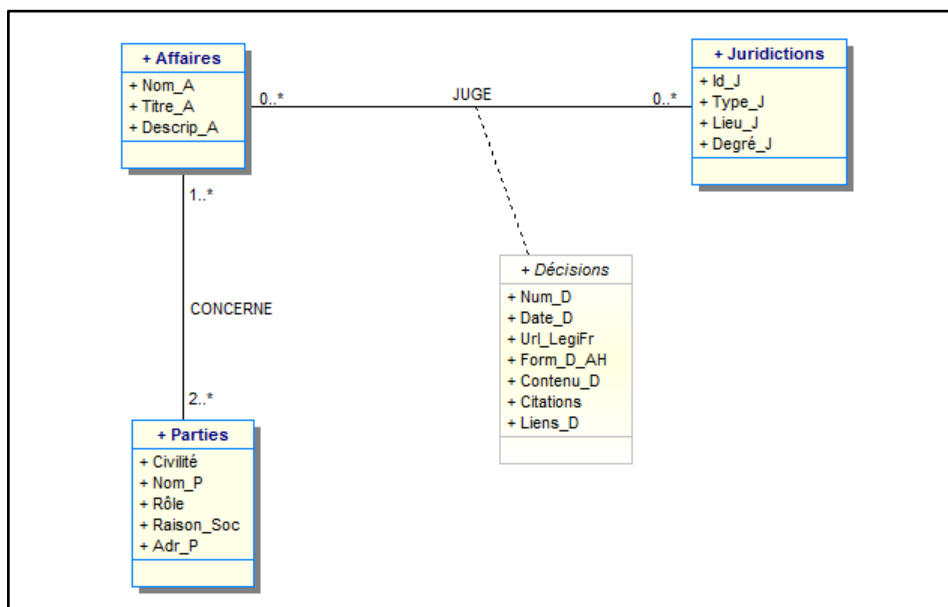 + Affaires
+ Nom_A
+ Titre_A
+ Descrip_A
0..*
JUGE
0..*
+ Juridictions
+ Id_J
+ Type_J
+ Lieu_J
+ Degré_J
1..*
CONCERNE
2..*
+ Décisions
+ Num_D
+ Date_D
+ Url_LegiFr
+ Form_D_AH
+ Contenu_D
+ Citations
+ Liens_D
+ Parties
+ Civilité
+ Nom_P
+ Rôle
+ Raison_Soc
+ Adr_P